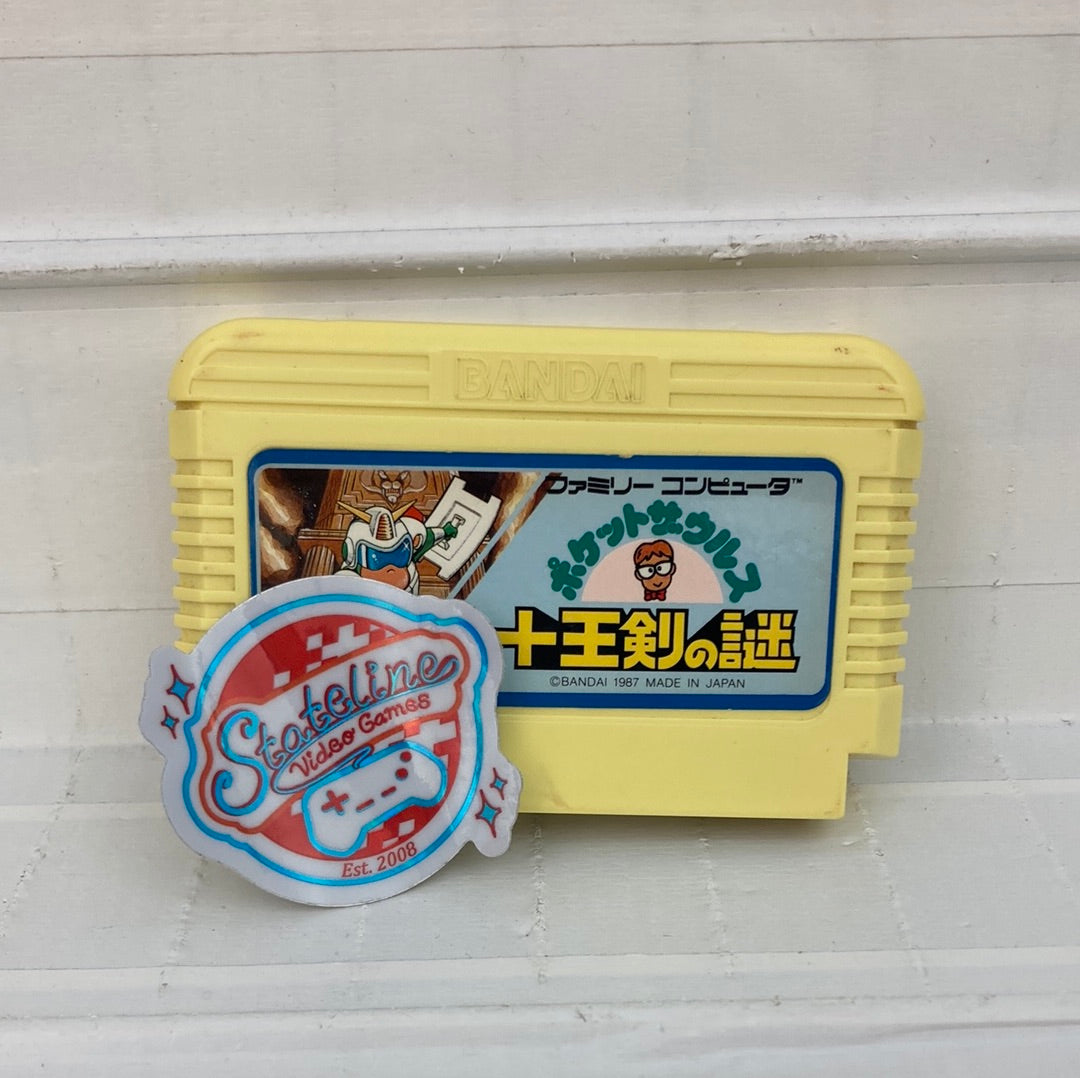 BANDAI
ファミリー コンピュータ™
ポケットザウルス
十王剣の謎
©BANDAI 1987 MADE IN JAPAN
Stateline
Video Games
Est. 2008